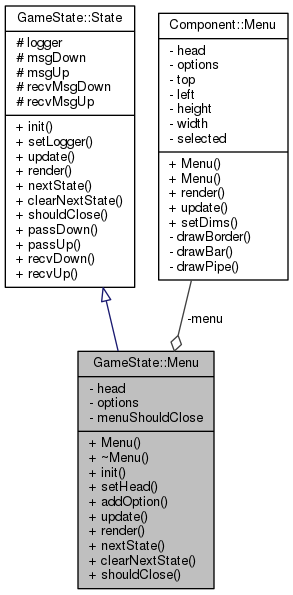 GameState::State
# logger
# msgDown
# msgUp
# recvMsgDown
# recvMsgUp
+ init()
+ setLogger()
+ update()
+ render()
+ nextState()
+ clearNextState()
+ shouldClose()
+ passDown()
+ passUp()
+ recvDown()
+ recvUp()
Component::Menu
- head
- options
- top
- left
- height
- width
- selected
+ Menu()
+ Menu()
+ render()
+ update()
+ setDims()
- drawBorder()
- drawBar()
- drawPipe()
-menu
GameState::Menu
- head
- options
- menuShouldClose
+ Menu()
+ ~Menu()
+ init()
+ setHead()
+ addOption()
+ update()
+ render()
+ nextState()
+ clearNextState()
+ shouldClose()